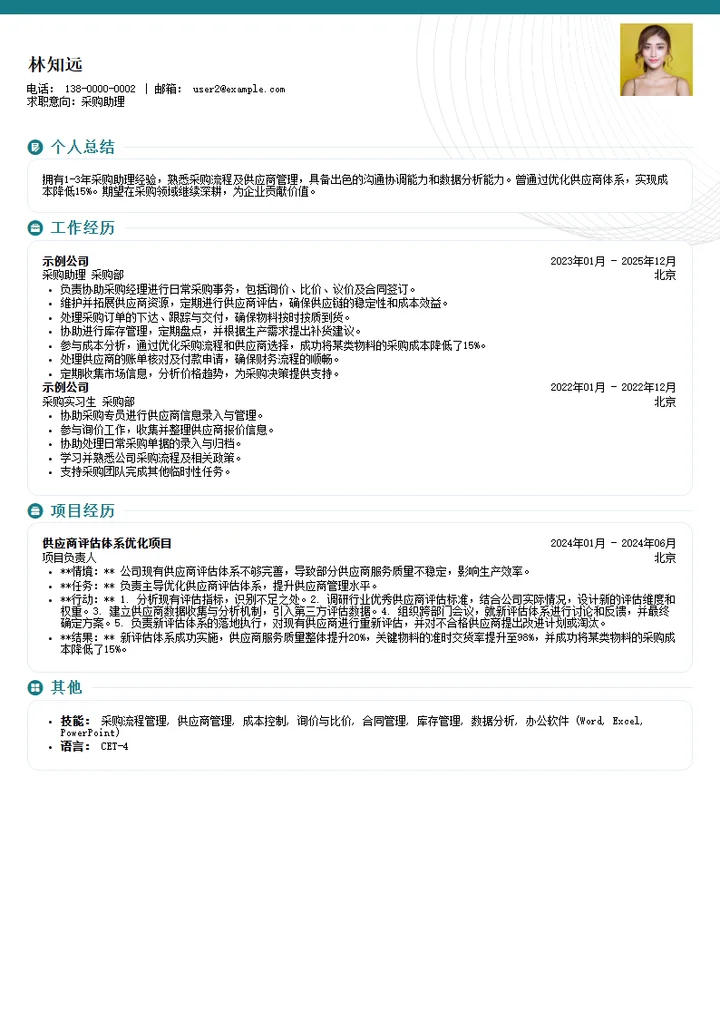 林知远
电话： 138-0000-0002 | 邮箱： user2@example.com
求职意向：采购助理
个人总结
拥有1-3年采购助理经验，熟悉采购流程及供应商管理，具备出色的沟通协调能力和数据分析能力。曾通过优化供应商体系，实现成
本降低15%。期望在采购领域继续深耕，为企业贡献价值。
工作经历
示例公司 2023年01月 - 2025年12月
采购助理 采购部 北京
• 负责协助采购经理进行日常采购事务，包括询价、比价、议价及合同签订。
• 维护并拓展供应商资源，定期进行供应商评估，确保供应链的稳定性和成本效益。
• 处理采购订单的下达、跟踪与交付，确保物料按时按质到货。
• 协助进行库存管理，定期盘点，并根据生产需求提出补货建议。
• 参与成本分析，通过优化采购流程和供应商选择，成功将某类物料的采购成本降低了15%。
• 处理供应商的账单核对及付款申请，确保财务流程的顺畅。
• 定期收集市场信息，分析价格趋势，为采购决策提供支持。
示例公司 2022年01月 - 2022年12月
采购实习生 采购部 北京
• 协助采购专员进行供应商信息录入与管理。
• 参与询价工作，收集并整理供应商报价信息。
• 协助处理日常采购单据的录入与归档。
• 学习并熟悉公司采购流程及相关政策。
• 支持采购团队完成其他临时性任务。
项目经历
供应商评估体系优化项目 2024年01月 - 2024年06月
项目负责人 北京
• **情境：** 公司现有供应商评估体系不够完善，导致部分供应商服务质量不稳定，影响生产效率。
• **任务：** 负责主导优化供应商评估体系，提升供应商管理水平。
• **行动：** 1. 分析现有评估指标，识别不足之处。2. 调研行业优秀供应商评估标准，结合公司实际情况，设计新的评估维度和
权重。3. 建立供应商数据收集与分析机制，引入第三方评估数据。4. 组织跨部门会议，就新评估体系进行讨论和反馈，并最终
确定方案。5. 负责新评估体系的落地执行，对现有供应商进行重新评估，并对不合格供应商提出改进计划或淘汰。
• **结果：** 新评估体系成功实施，供应商服务质量整体提升20%，关键物料的准时交货率提升至98%，并成功将某类物料的采购成
本降低了15%。
其他
• 技能： 采购流程管理, 供应商管理, 成本控制, 询价与比价, 合同管理, 库存管理, 数据分析, 办公软件 (Word, Excel,
PowerPoint)
• 语言： CET-4